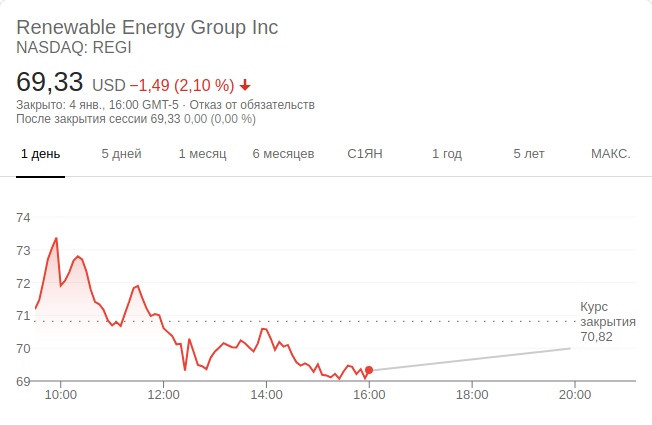 Renewable Energy Group Inc
NASDAQ: REGI
69,33 USD −1,49 (2,10 %)
Закрыто: 4 янв., 16:00 GMT-5 · Отказ от обязательств
После закрытия сессии 69,33 0,00 (0,00 %)
1 день 5 дней 1 месяц 6 месяцев С1ЯН 1 год 5 лет МАКС.
74
73
72
71
70
69
Курс
закрытия
70,82
10:00 12:00 14:00 16:00 18:00 20:00